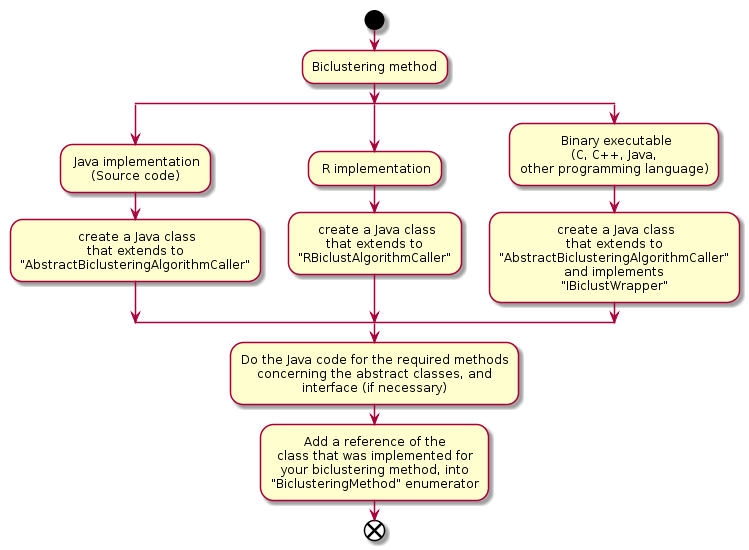 Biclustering method
Java implementation
(Source code)
create a Java class
that extends to
"AbstractBiclusteringAlgorithmCaller"
R implementation
create a Java class
that extends to
"RBiclustAlgorithmCaller"
Binary executable
(C, C++, Java,
other programming language)
create a Java class
that extends to
"AbstractBiclusteringAlgorithmCaller"
and implements
"IBiclustWrapper"
Do the Java code for the required methods
concerning the abstract classes, and
interface (if necessary)
Add a reference of the
class that was implemented for
your biclustering method, into
"BiclusteringMethod" enumerator